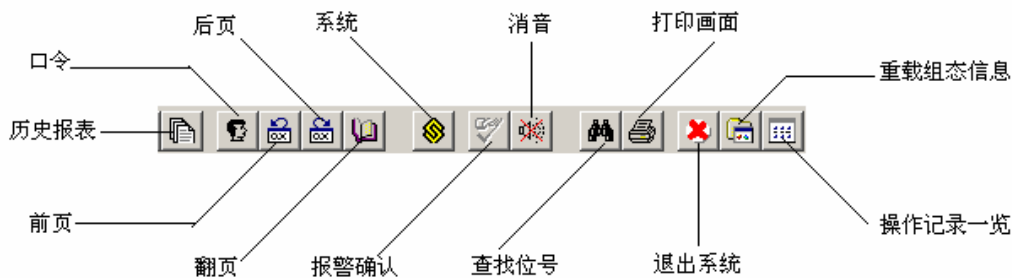 后页
系统
消音
打印画面
口令
重载组态信息
历史报表
前页
操作记录一览
翻页
报警确认
查找位号
退出系统